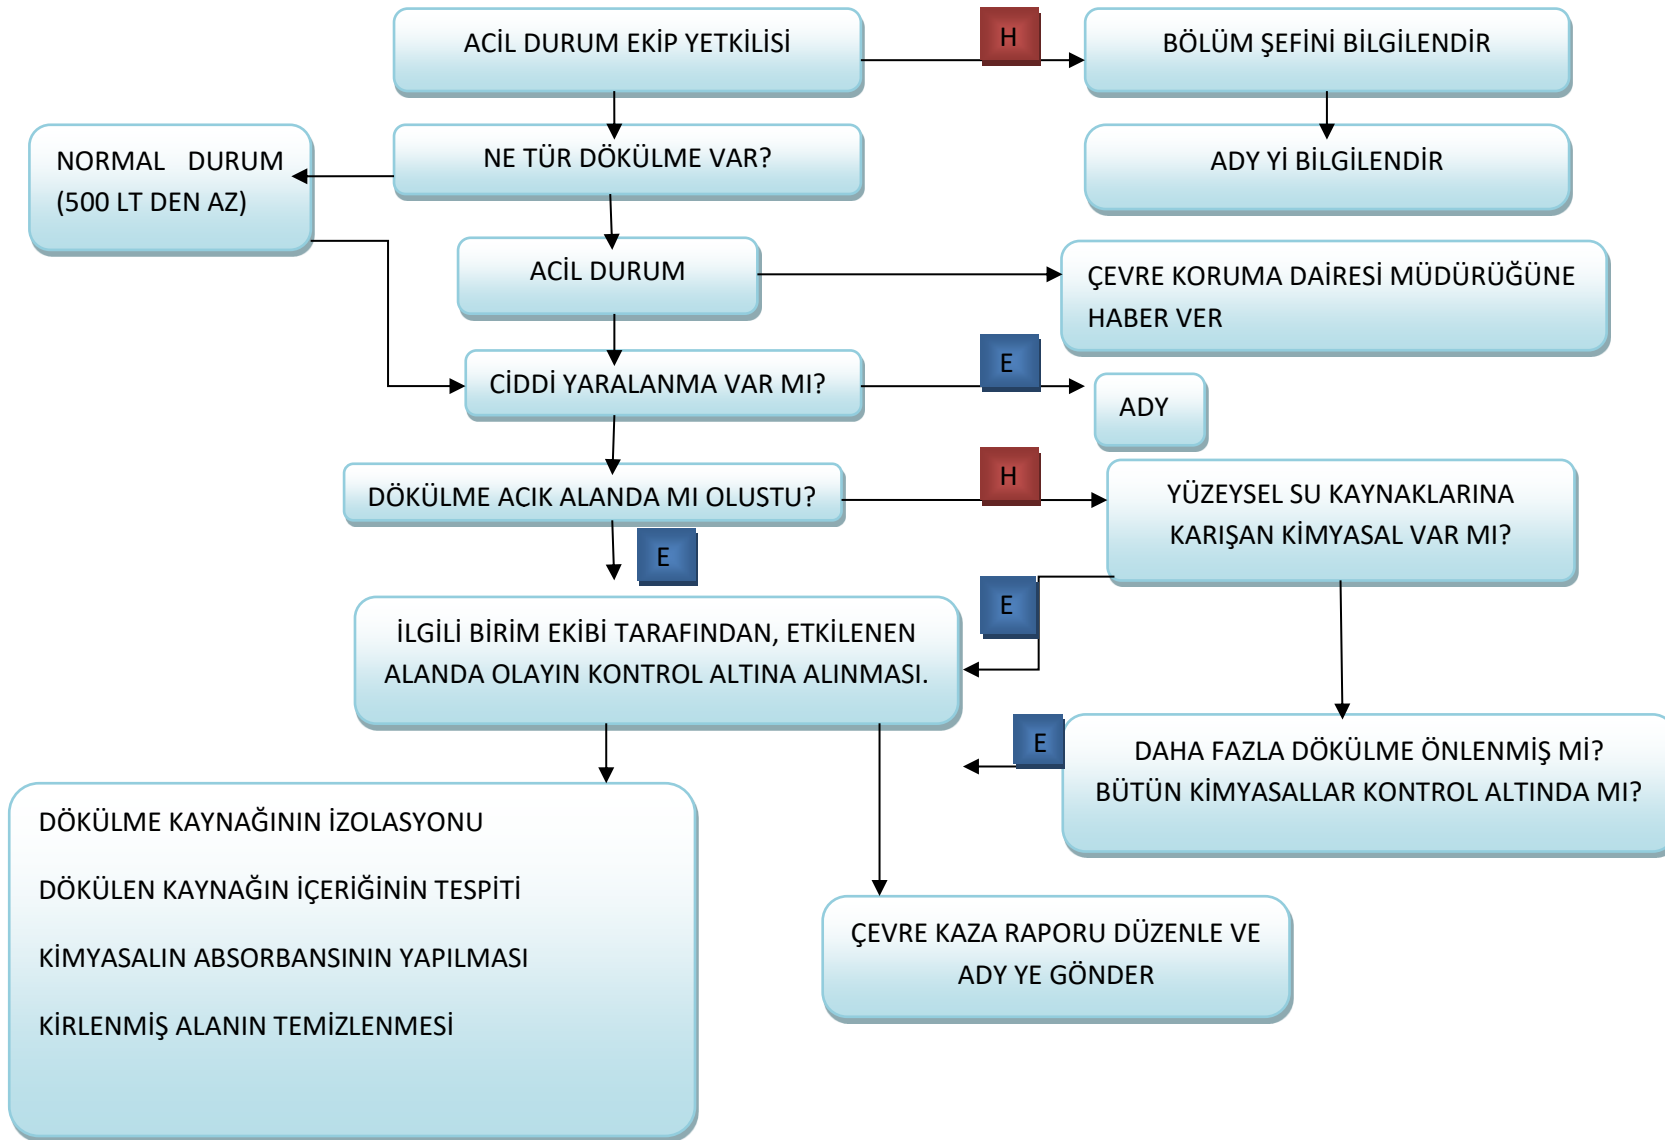 ACİL DURUM EKİP YETKİLİSİ
H
BÖLÜM ŞEFİNİ BİLGİLENDİR
NORMAL DURUM
(500 LT DEN AZ)
NE TÜR DÖKÜLME VAR?
ADY Yİ BİLGİLENDİR
ACİL DURUM
ÇEVRE KORUMA DAİRESİ MÜDÜRÜĞÜNE
HABER VER
CİDDİ YARALANMA VAR MI?
E
ADY
DÖKÜLME ACIK ALANDA MI OLUSTU?
H
YÜZEYSEL SU KAYNAKLARINA
KARIŞAN KİMYASAL VAR MI?
E
E
İLGİLİ BİRİM EKİBİ TARAFINDAN, ETKİLENEN
ALANDA OLAYIN KONTROL ALTINA ALINMASI.
E
DAHA FAZLA DÖKÜLME ÖNLENMİŞ Mİ?
BÜTÜN KİMYASALLAR KONTROL ALTINDA MI?
DÖKÜLME KAYNAĞININ İZOLASYONU
DÖKÜLEN KAYNAĞIN İÇERİĞİNİN TESPİTİ
KİMYASALIN ABSORBANSININ YAPILMASI
KİRLENMİŞ ALANIN TEMİZLENMESİ
ÇEVRE KAZA RAPORU DÜZENLE VE
ADY YE GÖNDER